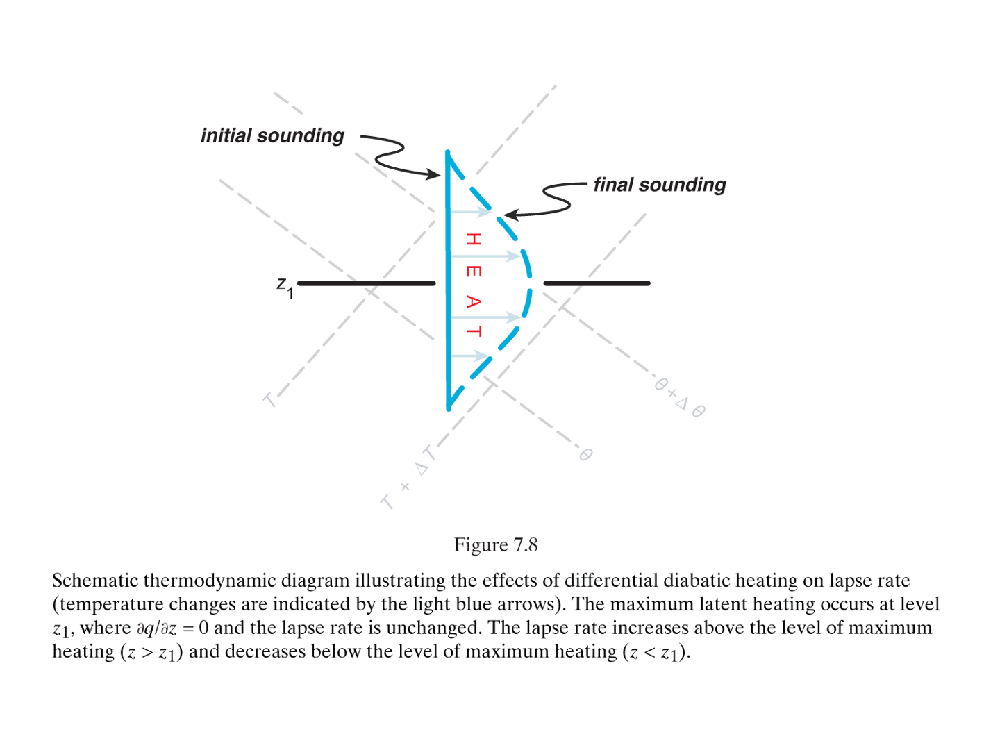 initial sounding
final sounding
H
E
A
T
z1
T
T + ΔT
θ+Δθ
θ
Figure 7.8
Schematic thermodynamic diagram illustrating the effects of differential diabatic heating on lapse rate
(temperature changes are indicated by the light blue arrows). The maximum latent heating occurs at level
z1, where ∂q/∂z = 0 and the lapse rate is unchanged. The lapse rate increases above the level of maximum
heating (z > z1) and decreases below the level of maximum heating (z < z1).